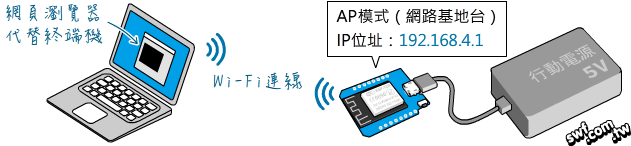 網頁瀏覽器
代替終端機
Wi-Fi連線
AP模式（網路基地台）
IP位址：192.168.4.1
行動電源
5V
swf.com.tw